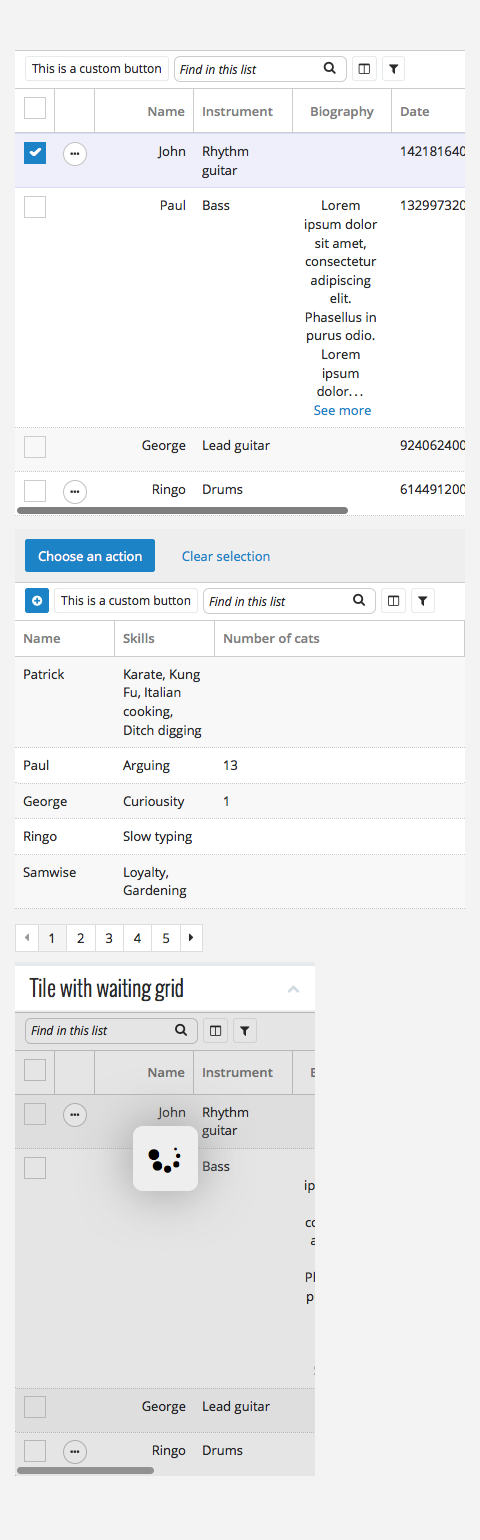 This is a custom button Find in this list
Name Instrument Biography Date
John Rhythm guitar 142181640
Paul Bass Lorem
ipsum dolor
sit amet,
consectetur
adipiscing
elit.
Phasellus in
purus odio.
Lorem
ipsum
dolor...
See more
132997320
George Lead guitar 924062400
Ringo Drums 614491200
Choose an action Clear selection
This is a custom button Find in this list
Name Skills Number of cats
Patrick Karate, Kung
Fu, Italian
cooking,
Ditch digging
Paul Arguing 13
George Curiousity 1
Ringo Slow typing
Samwise Loyalty,
Gardening
1 2 3 4 5
Tile with waiting grid
Find in this list
Name Instrument
John Rhythm
guitar
Bass
ip
co
a
Pl
p
George Lead guitar
Ringo Drums